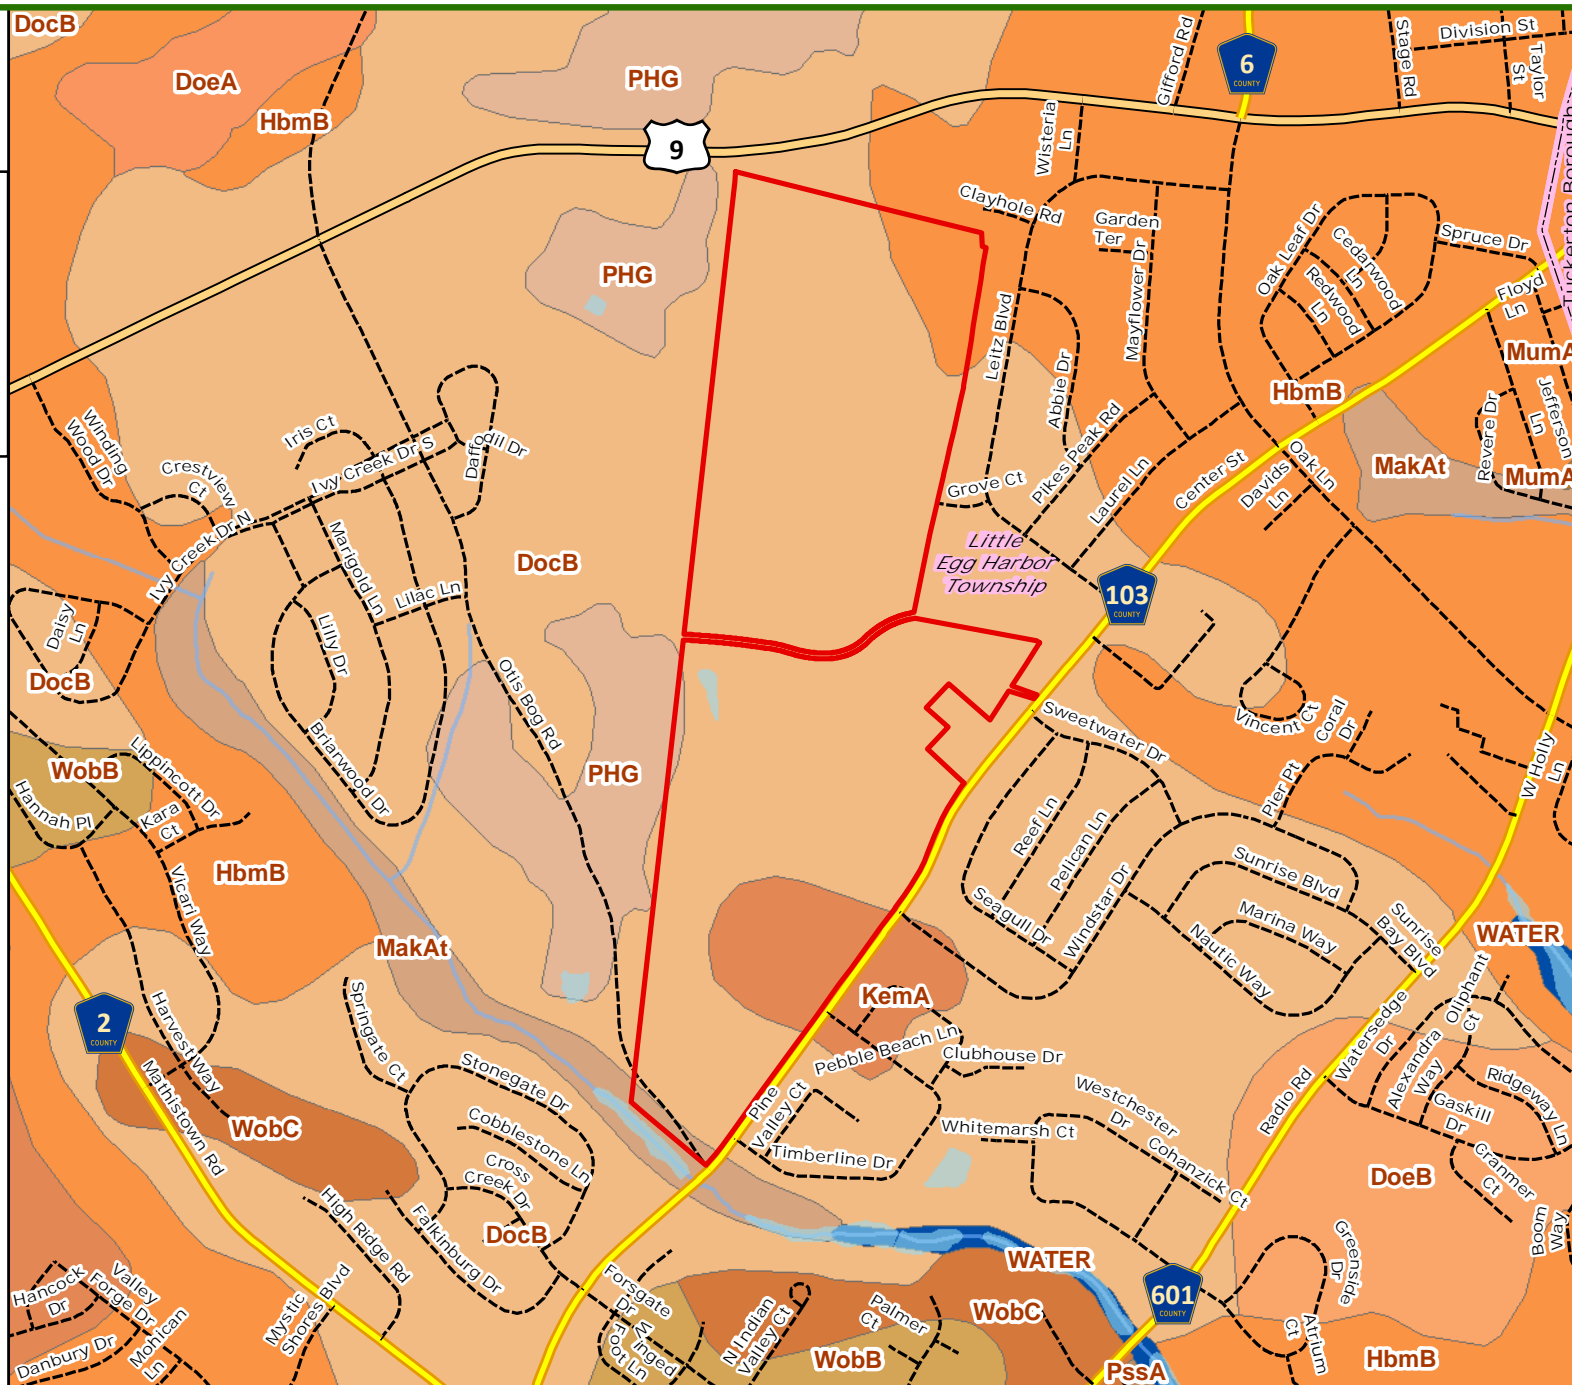 DocB
DoeA
HbmB
PHG
9
6
COUNTY
Gifford Rd
Stage Rd
Division St
Taylor
St
Tuckerton Borough
Wisteria
Ln
Clayhole Rd
Garden
Ter
Mayflower Dr
Oak Leaf Dr
Cedarwood
Ln
Redwood
Ln
Spruce Dr
Floyd
Ln
PHG
Leitz Blvd
Abbie Dr
MumA
HbmB
Jefferson
Ln
Revere Dr
MakAt
MumA
Winding
Wood Dr
Iris Ct
Crestview
Ct
Ivy Creek Dr S
Daffodil Dr
Ivy Creek Dr N
Marigold Ln
Lilac Ln
Lilly Dr
Daisy
Ln
DocB
DocB
Grove Ct
Pikes Peak Rd
Laurel Ln
Center St
Davids
Ln
Oak Ln
Little
Egg Harbor
Township
103
COUNTY
Otis Bog Rd
Briarwood Dr
PHG
WobB
Lippincott Dr
Kara
Ct
Hannah Pl
HbmB
Vicari Way
MakAt
Sweetwater Dr
Vincent Ct
Coral
Dr
Pier Pt
W Holly
Ln
Reef Ln
Pelican Ln
Seagull Dr
Windstar Dr
Sunrise Blvd
Marina Way
Nautic Way
Sunrise
Bay Blvd
WATER
KemA
2
COUNTY
Harvest Way
Mathistown Rd
WobC
Springate Ct
Stonegate Dr
Cobblestone Ln
Cross
Creek Dr
DocB
Falkinburg Dr
High Ridge Rd
Mystic
Shores Blvd
Pebble Beach Ln
Clubhouse Dr
Pine
Valley Ct
Timberline Dr
Whitemarsh Ct
Westchester
Dr
Cohanzick Ct
Radio Rd
Watersedge
Dr
Oliphant
Ct
Alexandra
Way
Gaskill
Dr
Ridgeway Ln
Cranmer
Ct
DoeB
Boom
Way
Greenside
Dr
Atrium
Ct
HbmB
WATER
601
COUNTY
WobC
PssA
Palmer
Ct
WobB
N Indian
Valley Ct
Forsgate
Dr
Winged
Foot Ln
Hancock
Dr
Valley
Forge Dr
Mohican
Ln
Danbury Dr